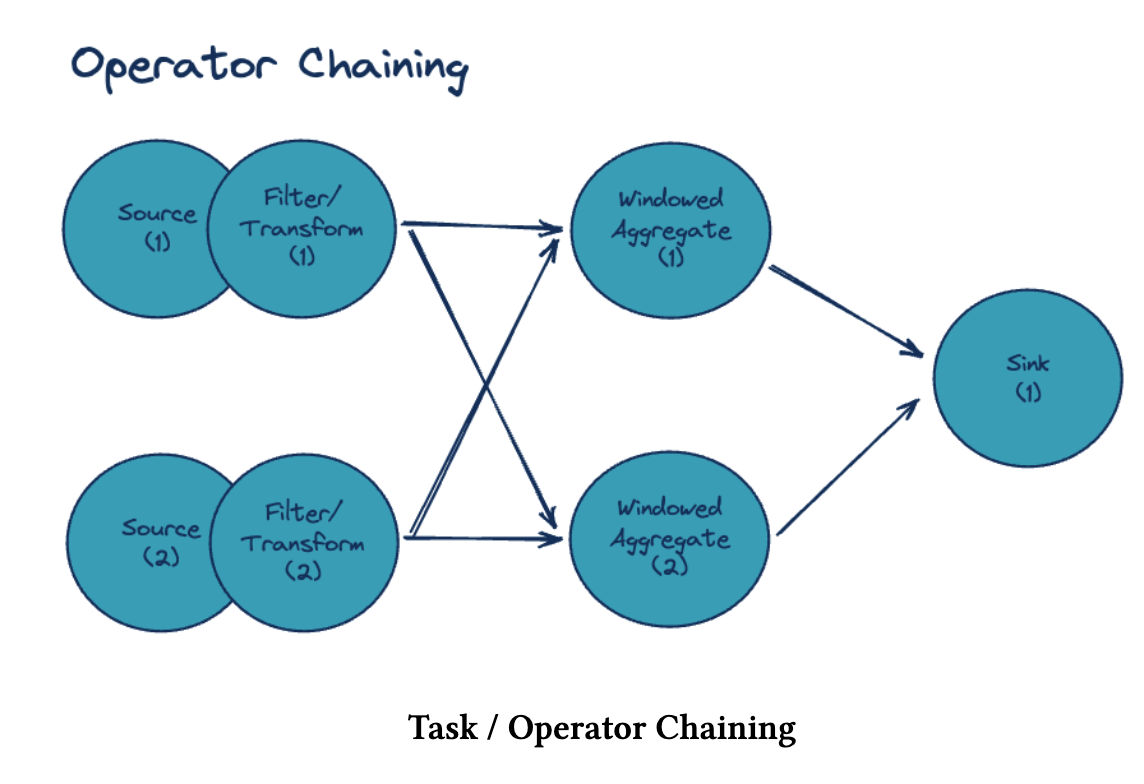 Operator Chaining
Source
(1)
Filter/
Transform
(1)
Windowed
Aggregate
(1)
Sink
(1)
Source
(2)
Filter/
Transform
(2)
Windowed
Aggregate
(2)
Task / Operator Chaining